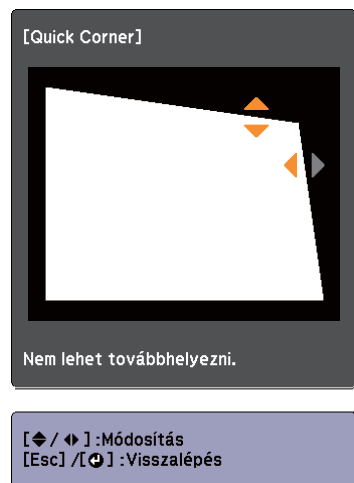 [Quick Corner]
Nem lehet továbbhelyezni.
[◆/◆] :Módosítás
[Esc] /[↵] :Visszalépés